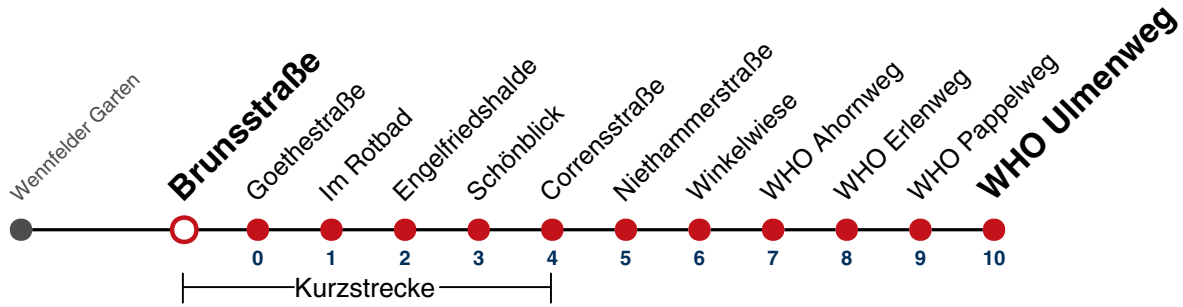 Wennfelder Garten
Brunsstraße
Goethestraße
Im Rotbad
Engelfriedshalde
Schönblick
Corrensstraße
Niethammerstraße
Winkelwiese
WHO Ahornweg
WHO Erlenweg
WHO Pappelweg
WHO Ulmenweg
0 1 2 3 4 5 6 7 8 9 10
Kurzstrecke